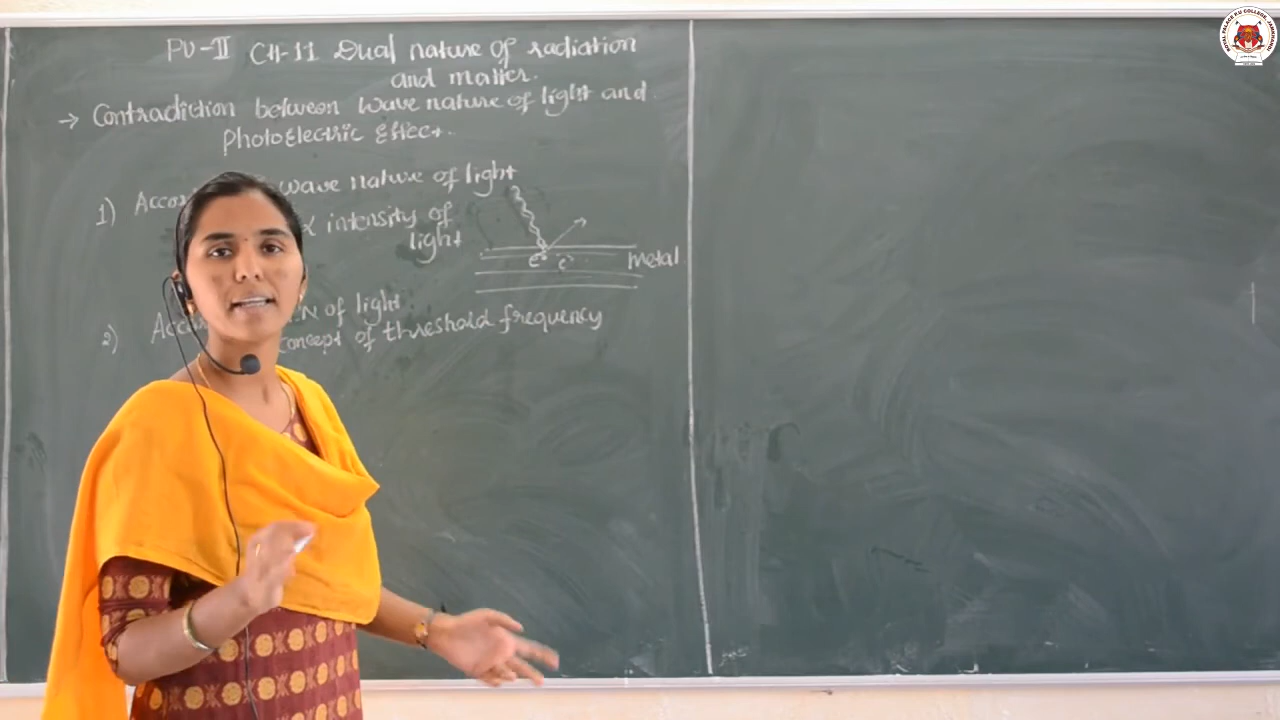 PU-II CH-11 Dual nature of radiation
and matter.
→ Contradiction between wave nature of light and
Photoelectric Effect.
1) wave nature of light
α intensity of
light
e⁻ e⁻ metal
2) N of light
concept of threshold frequency